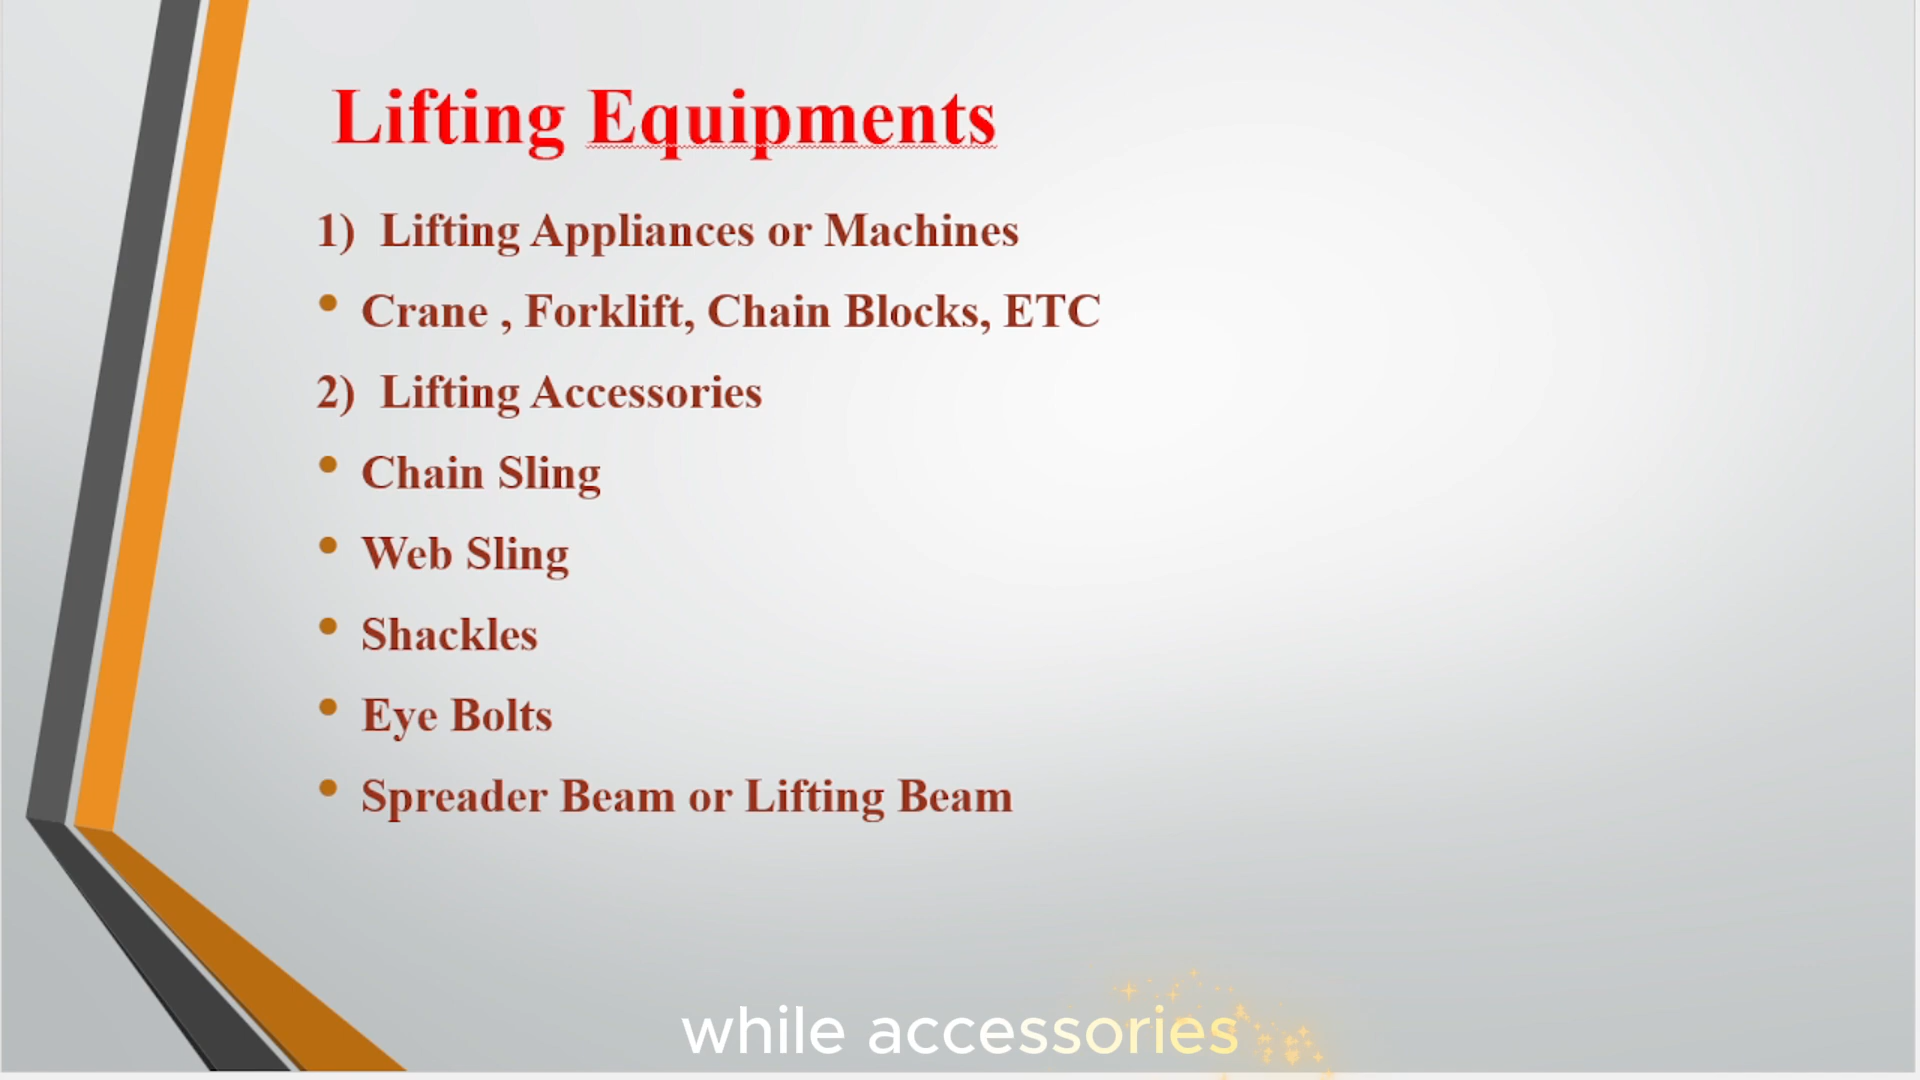 Lifting Equipments
1) Lifting Appliances or Machines
• Crane , Forklift, Chain Blocks, ETC
2) Lifting Accessories
• Chain Sling
• Web Sling
• Shackles
• Eye Bolts
• Spreader Beam or Lifting Beam
while accessories